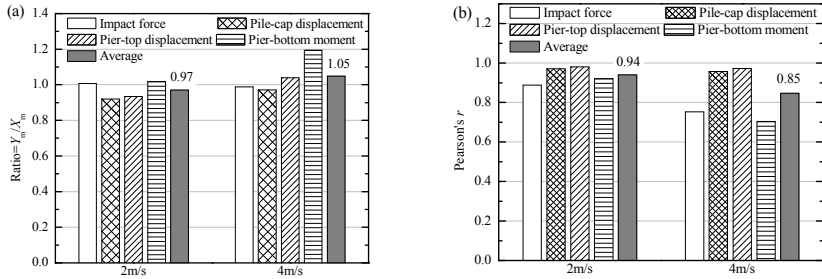 (a)
Impact force
Pile-cap displacement
Pier-top displacement
Pier-bottom moment
Average
1.4
1.2
1.0
0.8
0.6
0.4
0.2
0.0
Ratio=Yₘ/Xₘ
0.97
1.05
2m/s
4m/s
(b)
Impact force
Pile-cap displacement
Pier-top displacement
Pier-bottom moment
Average
1.2
1.0
0.8
0.6
0.4
0.2
0.0
Pearson's r
0.94
0.85
2m/s
4m/s